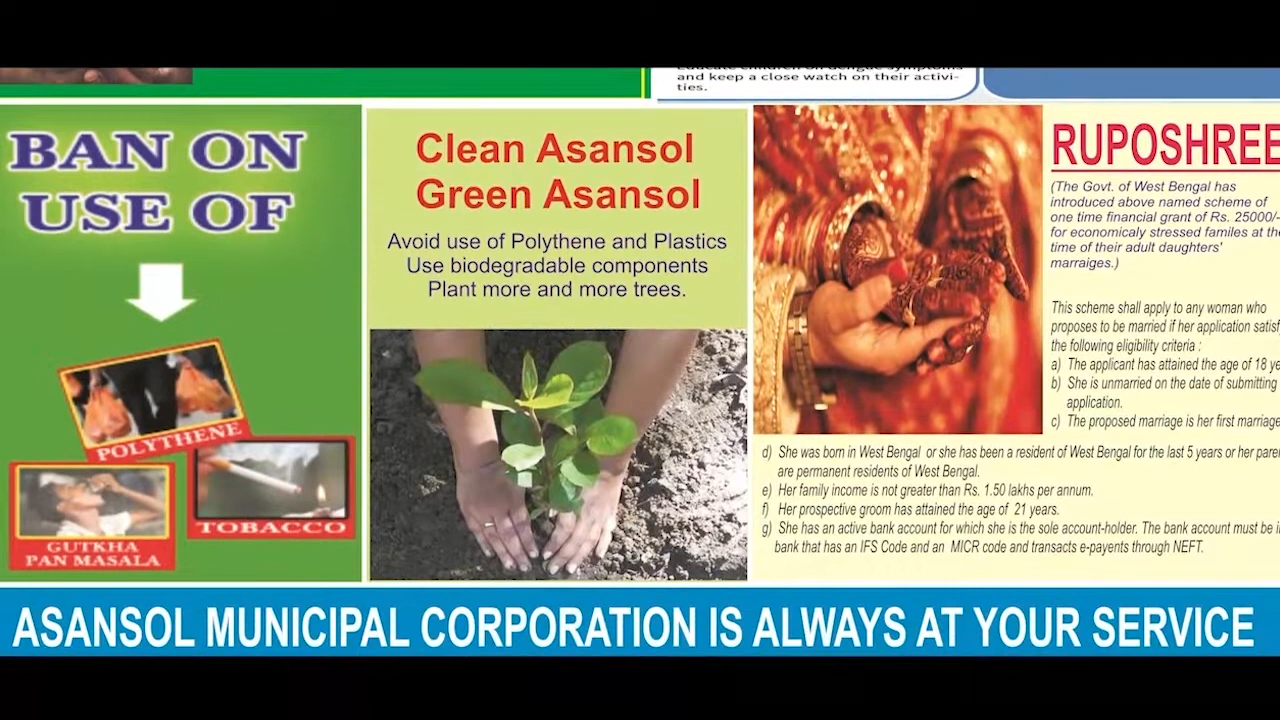 and keep a close watch on their activi-
ties.
BAN ON
USE OF
POLYTHENE
TOBACCO
GUTKHA
PAN MASALA
Clean Asansol
Green Asansol
Avoid use of Polythene and Plastics
Use biodegradable components
Plant more and more trees.
RUPOSHREE
(The Govt. of West Bengal has
introduced above named scheme of
one time financial grant of Rs. 25000/-
for economicaly stressed familes at the
time of their adult daughters'
marraiges.)
This scheme shall apply to any woman who
proposes to be married if her application
the following eligibility criteria :
a) The applicant has attained the age of 18
b) She is unmarried on the date of submitting
application.
c) The proposed marriage is her first marriage
d) She was born in West Bengal or she has been a resident of West Bengal for the last 5 years or her
are permanent residents of West Bengal.
e) Her family income is not greater than Rs. 1.50 lakhs per annum.
f) Her prospective groom has attained the age of 21 years.
g) She has an active bank account for which she is the sole account-holder. The bank account must be
bank that has an IFS Code and an MICR code and transacts e-payents through NEFT.
ASANSOL MUNICIPAL CORPORATION IS ALWAYS AT YOUR SERVICE